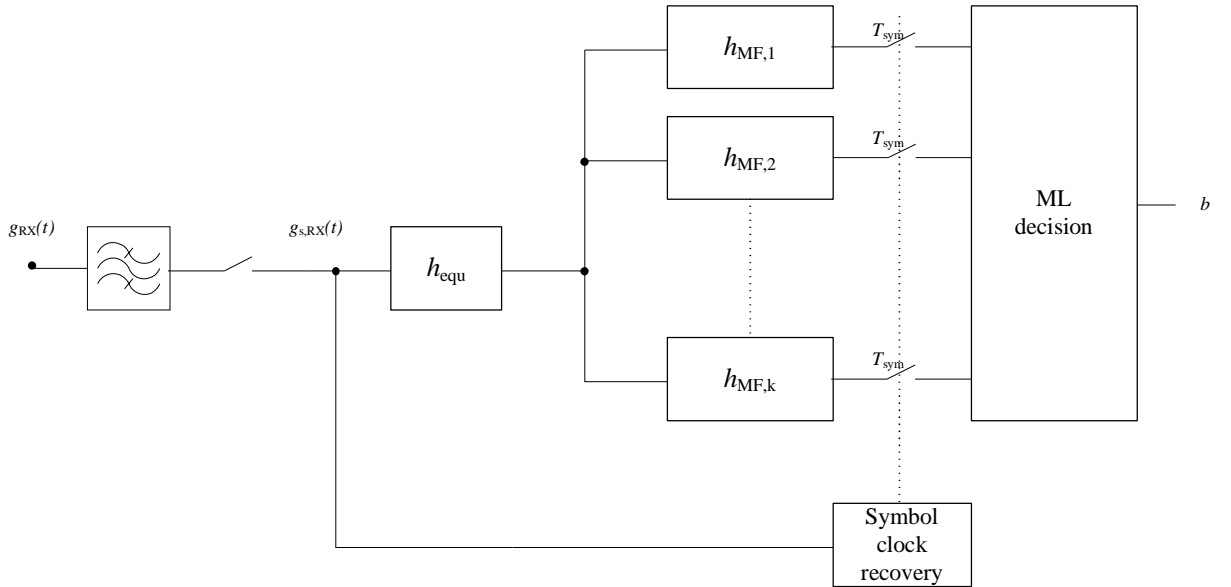 h_MF,1
T_sym
h_MF,2
T_sym
ML
decision
b
g_RX(t)
g_s,RX(t)
h_equ
h_MF,k
T_sym
Symbol
clock
recovery